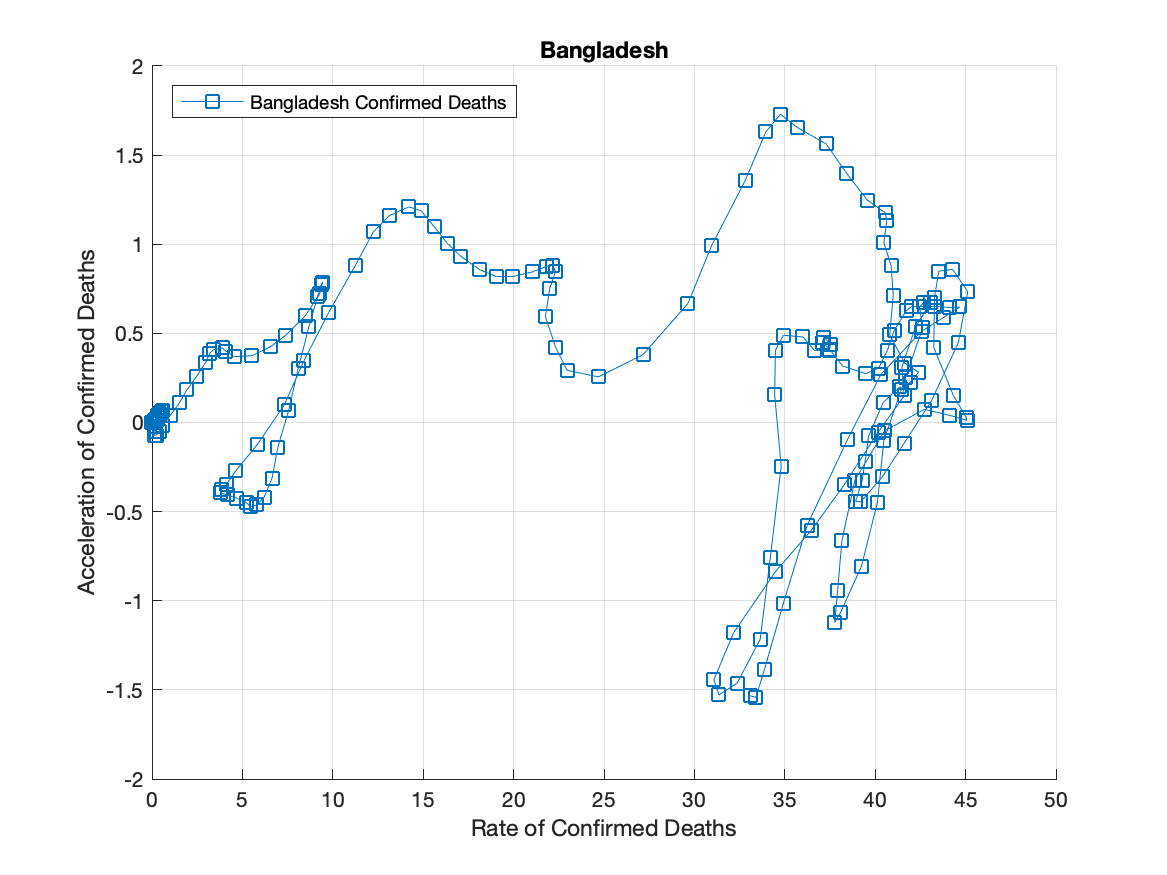 Bangladesh
2
Bangladesh Confirmed Deaths
1.5
1
0.5
0
-0.5
-1
-1.5
-2
Acceleration of Confirmed Deaths
0 5 10 15 20 25 30 35 40 45 50
Rate of Confirmed Deaths